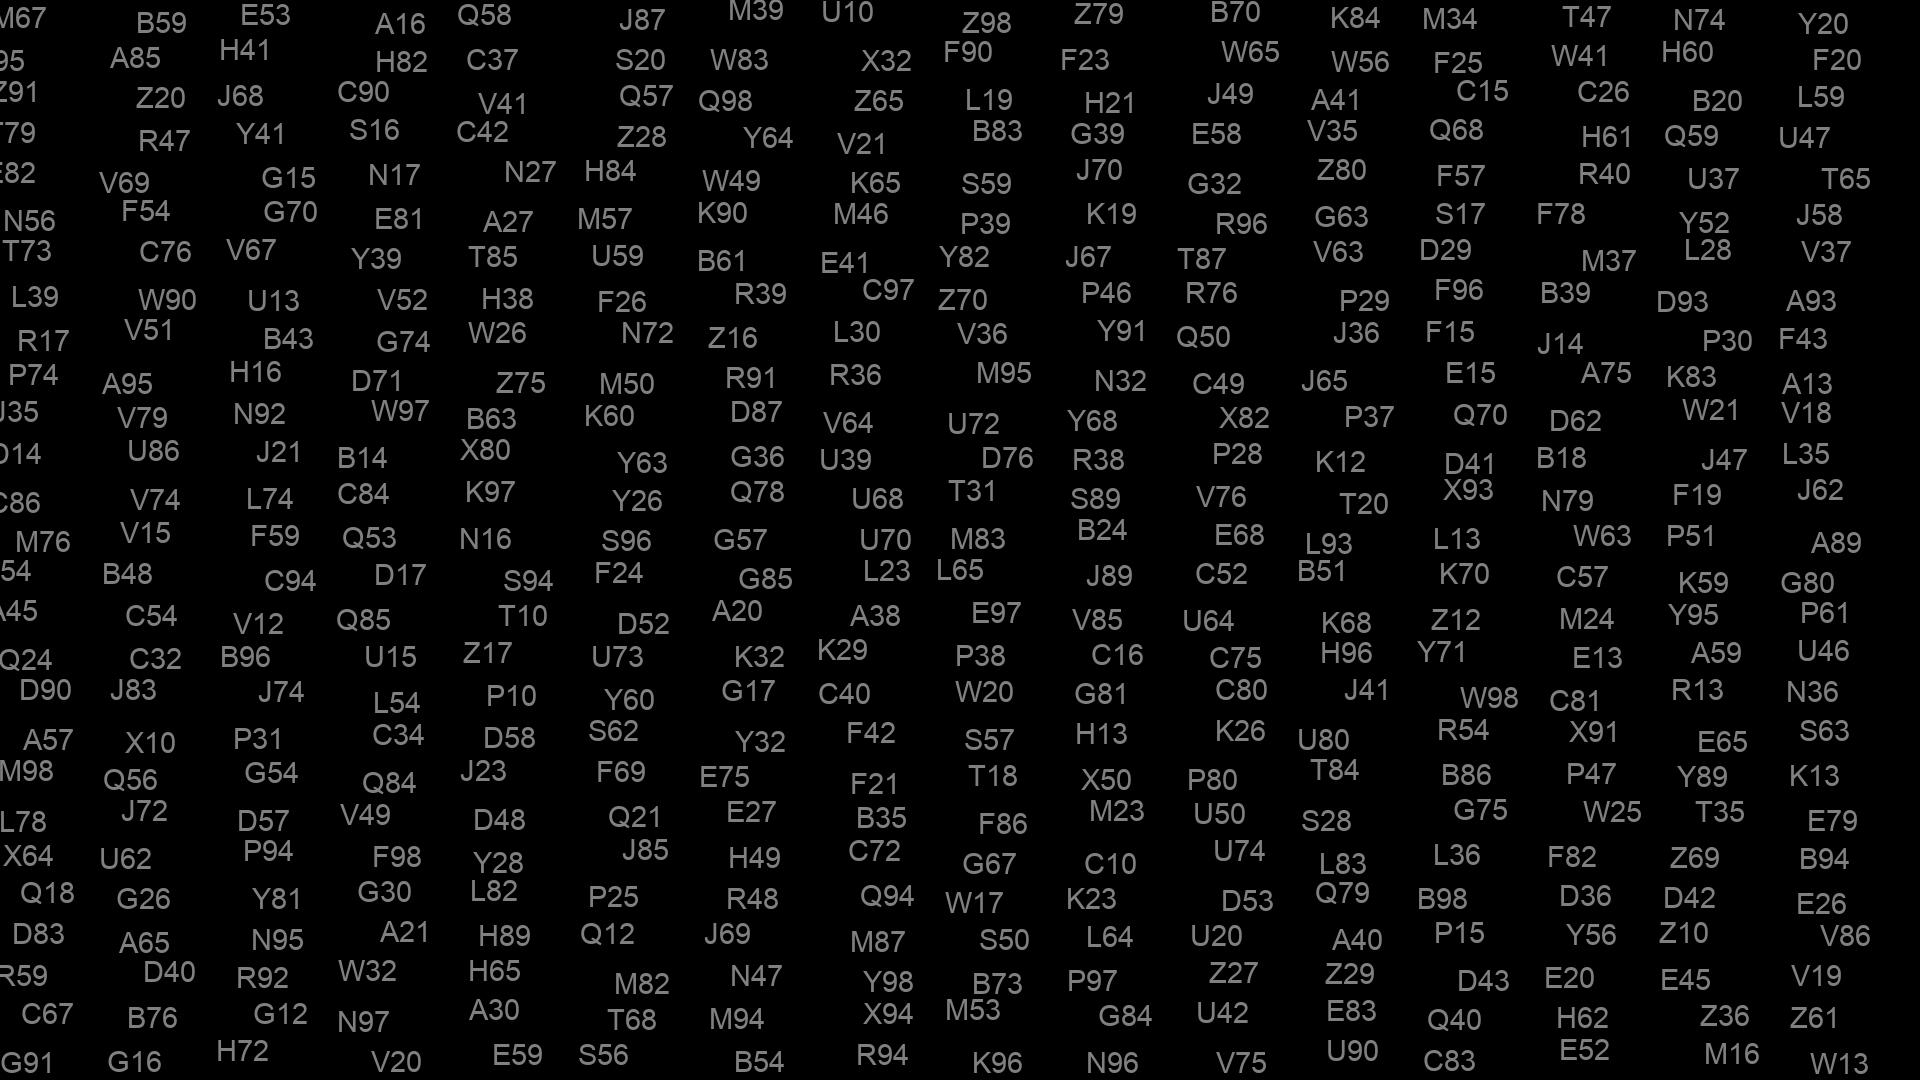 M67 B59 E53 A16 Q58 J87 M39 U10 Z98 Z79 B70 K84 M34 T47 N74 Y20
95 A85 H41 H82 C37 S20 W83 X32 F90 F23 W65 W56 F25 W41 H60 F20
Z91 Z20 J68 C90 V41 Q57 Q98 Z65 L19 H21 J49 A41 C15 C26 B20 L59
T79 R47 Y41 S16 C42 Z28 Y64 V21 B83 G39 E58 V35 Q68 H61 Q59 U47
E82 V69 G15 N17 N27 H84 W49 K65 S59 J70 G32 Z80 F57 R40 U37 T65
N56 F54 G70 E81 A27 M57 K90 M46 P39 K19 R96 G63 S17 F78 Y52 J58
T73 C76 V67 Y39 T85 U59 B61 E41 Y82 J67 T87 V63 D29 M37 L28 V37
L39 W90 U13 V52 H38 F26 R39 C97 Z70 P46 R76 P29 F96 B39 D93 A93
R17 V51 B43 G74 W26 N72 Z16 L30 V36 Y91 Q50 J36 F15 J14 P30 F43
P74 A95 H16 D71 Z75 M50 R91 R36 M95 N32 C49 J65 E15 A75 K83 A13
J35 V79 N92 W97 B63 K60 D87 V64 U72 Y68 X82 P37 Q70 D62 W21 V18
D14 U86 J21 B14 X80 Y63 G36 U39 D76 R38 P28 K12 D41 B18 J47 L35
C86 V74 L74 C84 K97 Y26 Q78 U68 T31 S89 V76 T20 X93 N79 F19 J62
M76 V15 F59 Q53 N16 S96 G57 U70 M83 B24 E68 L93 L13 W63 P51 A89
54 B48 C94 D17 S94 F24 G85 L23 L65 J89 C52 B51 K70 C57 K59 G80
A45 C54 V12 Q85 T10 D52 A20 A38 E97 V85 U64 K68 Z12 M24 Y95 P61
Q24 C32 B96 U15 Z17 U73 K32 K29 P38 C16 C75 H96 Y71 E13 A59 U46
D90 J83 J74 L54 P10 Y60 G17 C40 W20 G81 C80 J41 W98 C81 R13 N36
A57 X10 P31 C34 D58 S62 Y32 F42 S57 H13 K26 U80 R54 X91 E65 S63
M98 Q56 G54 Q84 J23 F69 E75 F21 T18 X50 P80 T84 B86 P47 Y89 K13
L78 J72 D57 V49 D48 Q21 E27 B35 F86 M23 U50 S28 G75 W25 T35 E79
X64 U62 P94 F98 Y28 J85 H49 C72 G67 C10 U74 L83 L36 F82 Z69 B94
Q18 G26 Y81 G30 L82 P25 R48 Q94 W17 K23 D53 Q79 B98 D36 D42 E26
D83 A65 N95 A21 H89 Q12 J69 M87 S50 L64 U20 A40 P15 Y56 Z10 V86
R59 D40 R92 W32 H65 M82 N47 Y98 B73 P97 Z27 Z29 D43 E20 E45 V19
C67 B76 G12 N97 A30 T68 M94 X94 M53 G84 U42 E83 Q40 H62 Z36 Z61
G91 G16 H72 V20 E59 S56 B54 R94 K96 N96 V75 U90 C83 E52 M16 W13